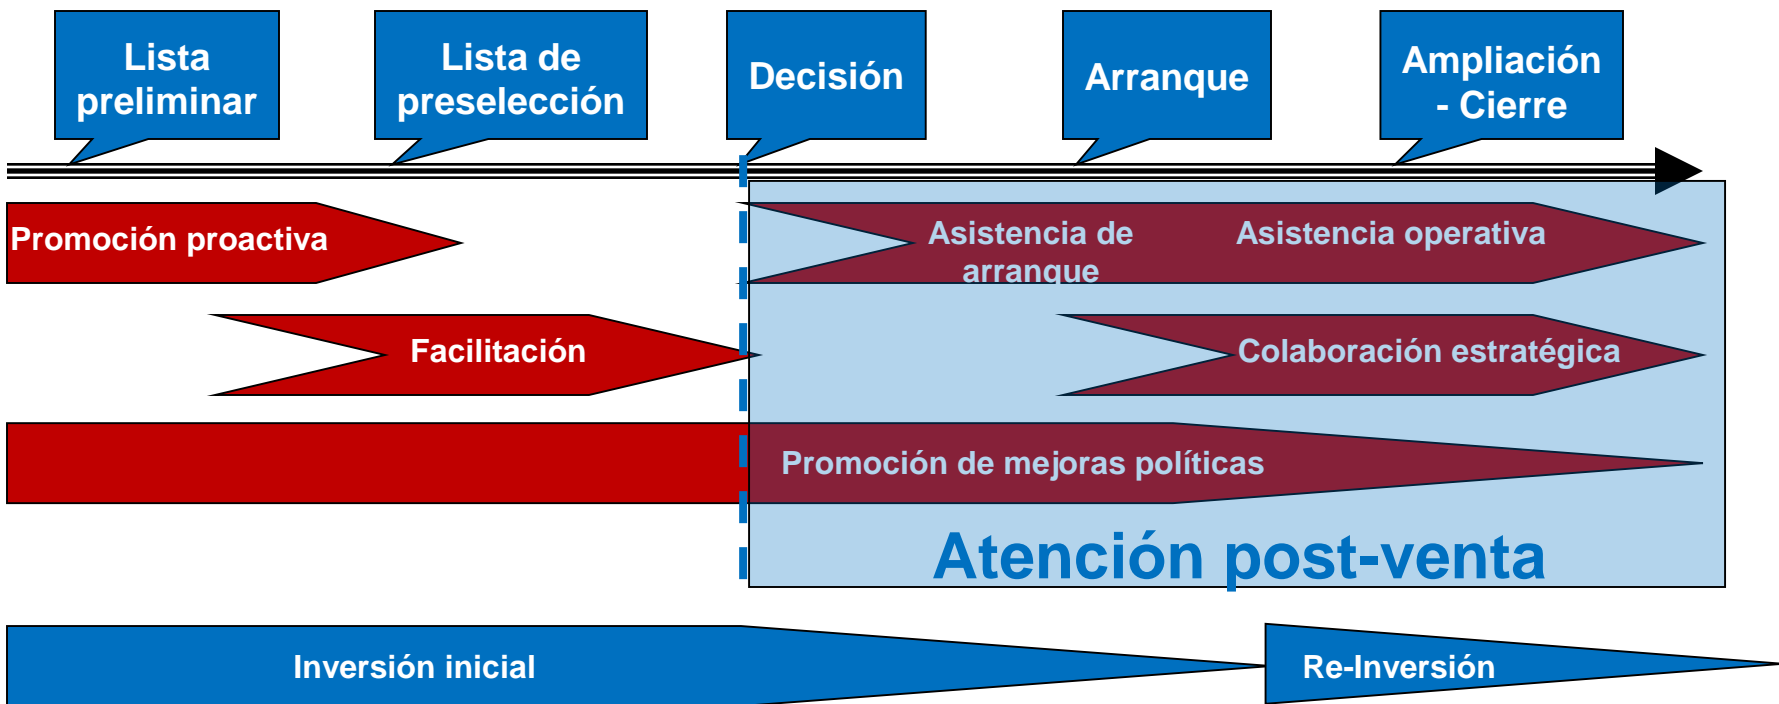 Lista
preliminar
Lista de
preselección
Decisión
Arranque
Ampliación
- Cierre
Promoción proactiva
Asistencia de
arranque
Asistencia operativa
Facilitación
Colaboración estratégica
Promoción de mejoras políticas
Atención post-venta
Inversión inicial
Re-Inversión